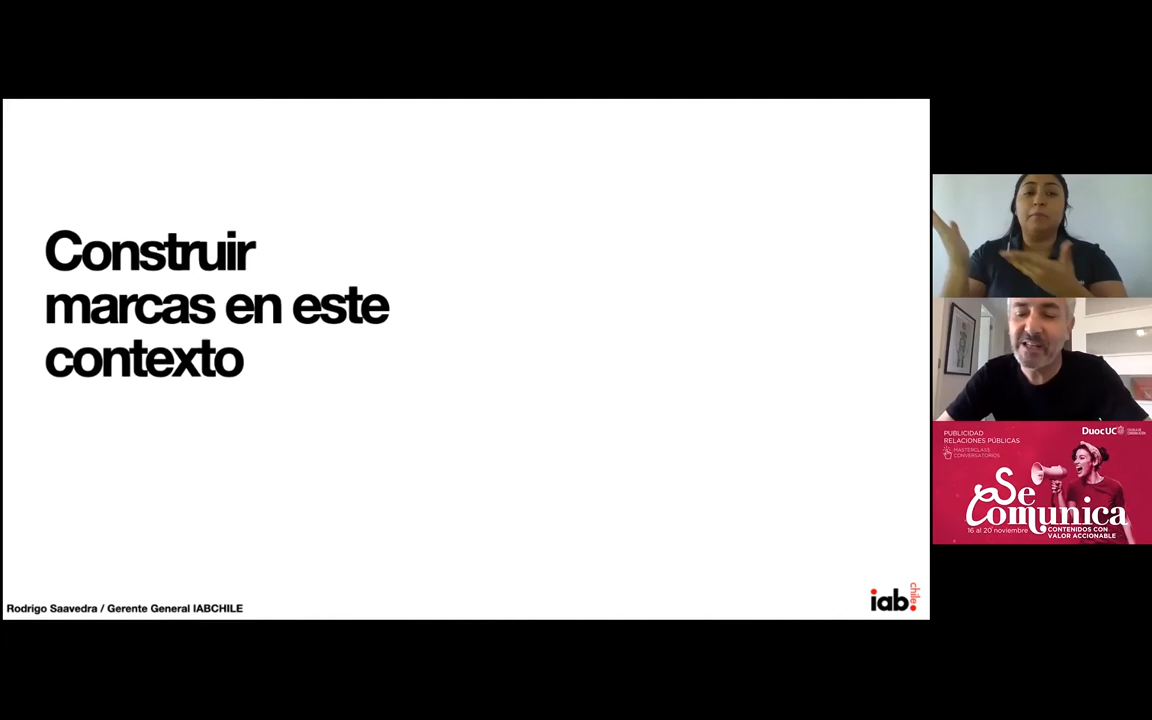 Construir
marcas en este
contexto
Rodrigo Saavedra / Gerente General IABCHILE
iab.
chile
PUBLICIDAD
RELACIONES PÚBLICAS
MASTERCLASS
CONVERSATORIOS
DuocUC
Se
Comunica
16 al 20 noviembre
CONTENIDOS CON
VALOR ACCIONABLE